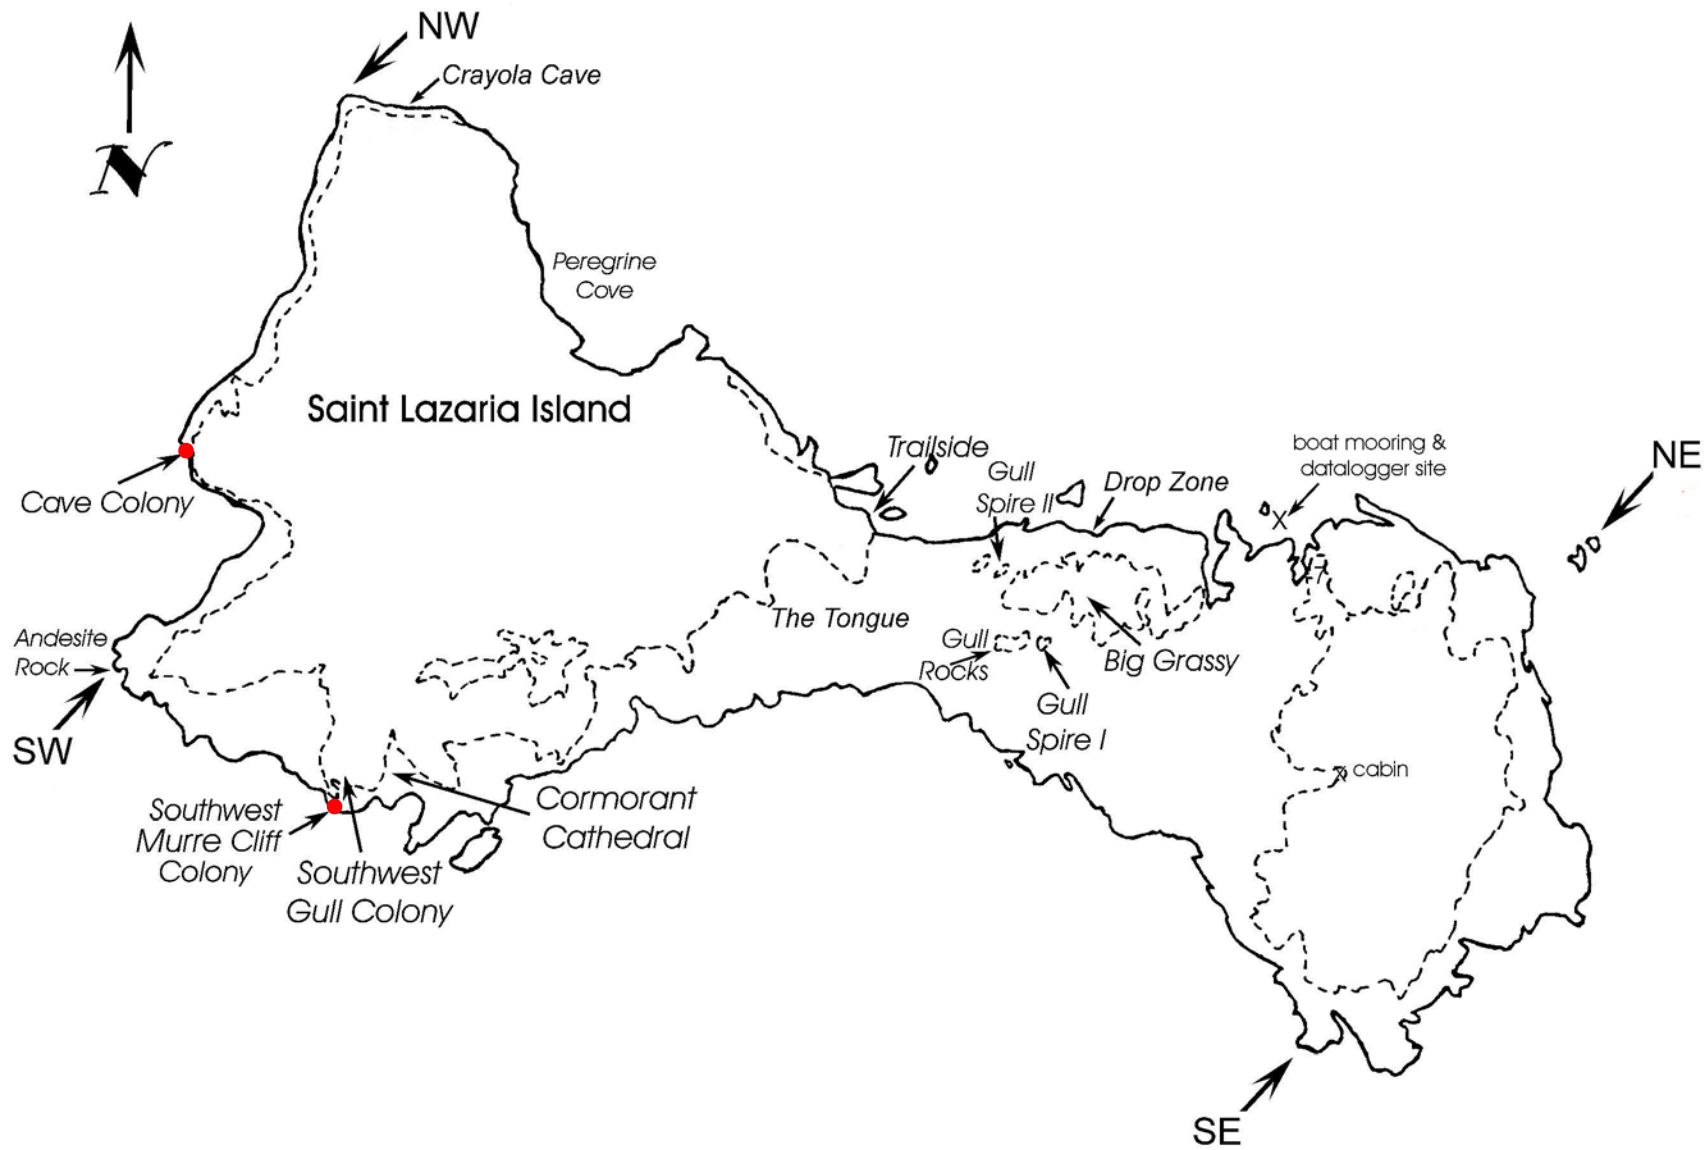 NW
Crayola Cave
N
Peregrine
Cove
Saint Lazaria Island
Trailside
Gull
Spire II
Drop Zone
boat mooring &
datalogger site
X
NE
Cave Colony
The Tongue
Andesite
Rock
SW
Gull
Rocks
Big Grassy
Gull
Spire I
x cabin
Southwest
Murre Cliff
Colony
Southwest
Gull Colony
Cormorant
Cathedral
SE